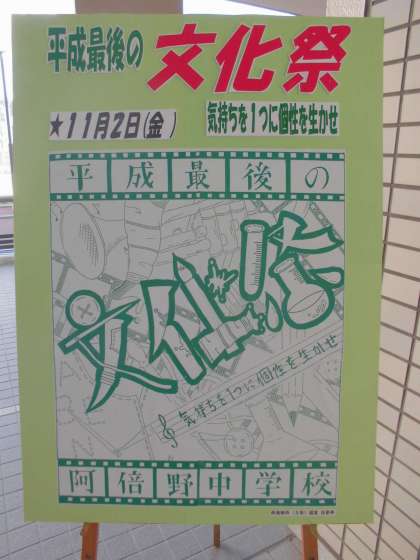 平成最後の
文化祭
★11月2日(金)
気持ちを1つに個性を生かせ
平成最後の
文化祭
気持ちを1つに個性を生かせ
阿倍野中学校